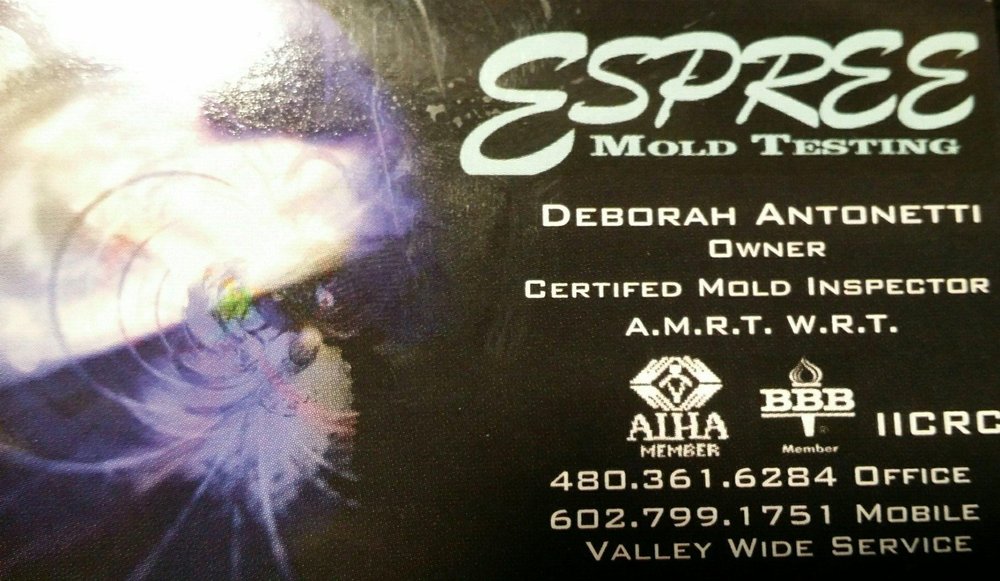 ESPREE
MOLD TESTING
DEBORAH ANTONETTI
OWNER
CERTIFED MOLD INSPECTOR
A.M.R.T. W.R.T.
AIHA
MEMBER
BBB
Member
IICRC
480.361.6284 OFFICE
602.799.1751 MOBILE
VALLEY WIDE SERVICE